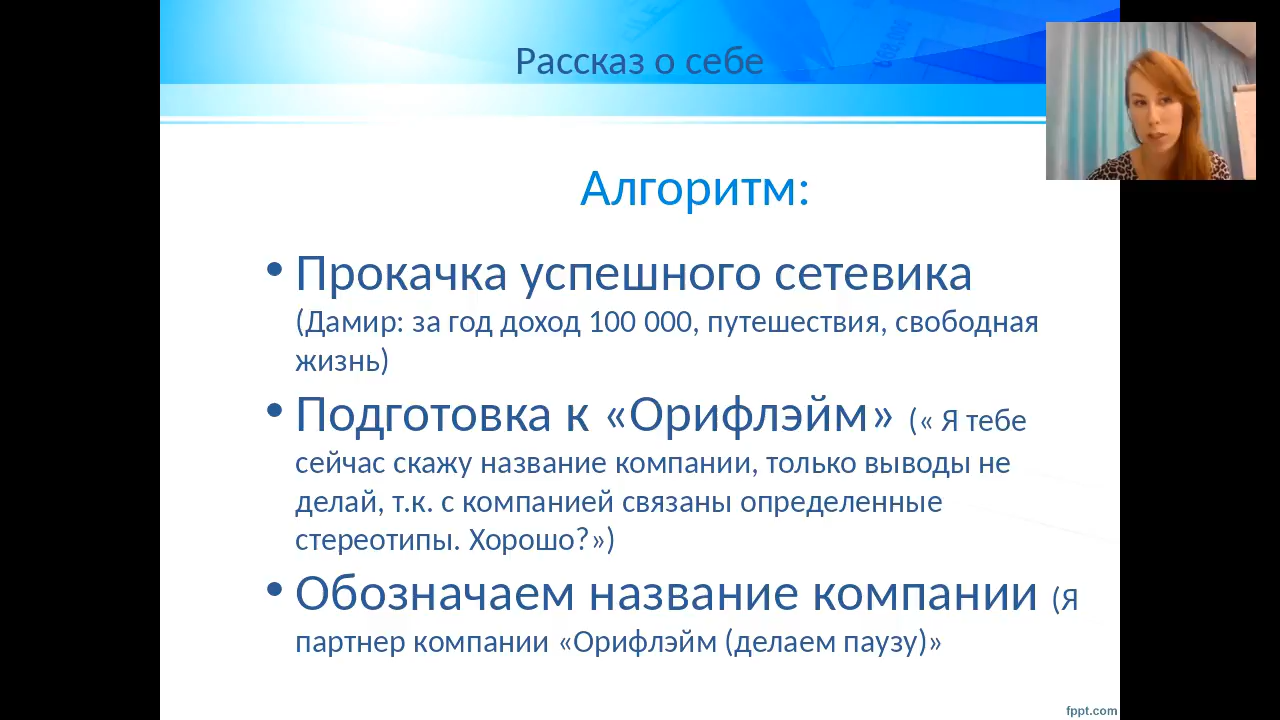 Рассказ о себе
Алгоритм:
• Прокачка успешного сетевика
(Дамир: за год доход 100 000, путешествия, свободная
жизнь)
• Подготовка к «Орифлэйм» (« Я тебе
сейчас скажу название компании, только выводы не
делай, т.к. с компанией связаны определенные
стереотипы. Хорошо?»)
• Обозначаем название компании (Я
партнер компании «Орифлэйм (делаем паузу)»
fppt.com